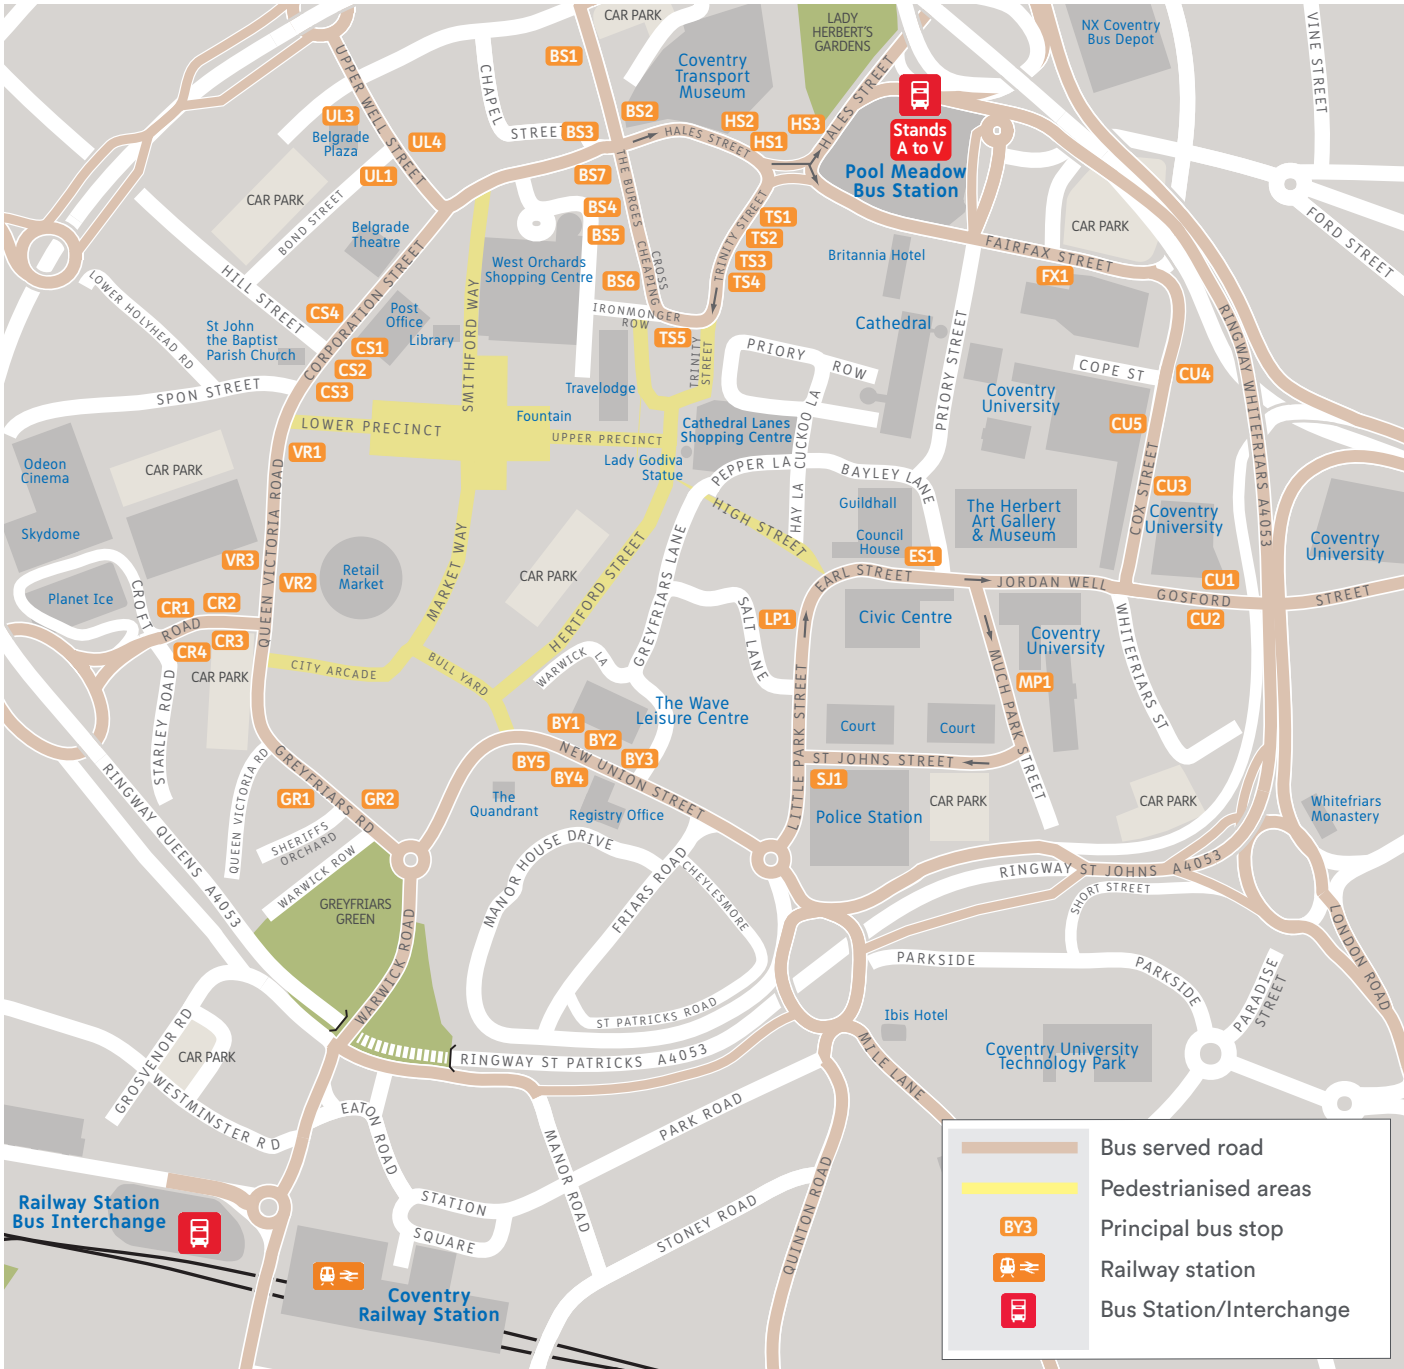 CAR PARK
LADY
HERBERT'S
GARDENS
NX Coventry
Bus Depot
VINE STREET
BS1
UPPER WELL STREET
CHAPEL
STREET
Coventry
Transport
Museum
HALES STREET
Stands
A to V
Pool Meadow
Bus Station
UL3
Belgrade
Plaza
UL4
UL1
BS2
BS3
HALES STREET
HS2
HS1
HS3
BS7
BS4
BS5
BS6
THE BURGES
CROSS
CHEAPING
TS1
TS2
TS3
TS4
TS5
TRINITY STREET
CAR PARK
BOND STREET
Belgrade
Theatre
HILL STREET
LOWER HOLYHEAD RD
CORPORATION STREET
West Orchards
Shopping Centre
SMITHFORD WAY
Britannia Hotel
FAIRFAX STREET
FX1
CAR PARK
FORD STREET
RINGWAY WHITEFRIARS A4053
CS4
CS1
CS2
CS3
Post
Office
Library
St John
the Baptist
Parish Church
SPON STREET
IRONMONGER
ROW
Travelodge
TRINITY
STREET
PRIORY
ROW
Cathedral
PRIORY STREET
Coventry
University
COPE ST
CU4
CU5
CU3
COX STREET
Coventry
University
Coventry
University
LOWER PRECINCT
Fountain
UPPER PRECINCT
Cathedral Lanes
Shopping Centre
Lady Godiva
Statue
CUCKOO LA
PEPPER LA
HAY LA
BAYLEY LANE
HIGH STREET
Guildhall
Council
House
ES1
The Herbert
Art Gallery
& Museum
VR1
QUEEN VICTORIA ROAD
Odeon
Cinema
Skydome
CAR PARK
VR3
VR2
Retail
Market
MARKET WAY
CAR PARK
HERTFORD STREET
GREYFRIARS LANE
SALT LANE
EARL STREET
JORDAN WELL
GOSFORD
STREET
CU1
CU2
Planet Ice
CROFT
ROAD
CR1
CR2
CR3
CR4
CAR PARK
STARLEY ROAD
CITY ARCADE
BULL YARD
WARWICK
LA
LP1
Civic Centre
LITTLE PARK STREET
Coventry
University
MP1
MUCH PARK STREET
WHITEFRIARS ST
The Wave
Leisure Centre
Court
Court
ST JOHNS STREET
SJ1
Police Station
CAR PARK
CAR PARK
Whitefriars
Monastery
BY1
BY2
BY3
BY4
BY5
NEW UNION STREET
The
Quandrant
Registry Office
RINGWAY QUEENS A4053
QUEEN VICTORIA RD
GREYFRIARS RD
GR1
GR2
SHERIFFS
ORCHARD
WARWICK ROW
GREYFRIARS
GREEN
WARWICK ROAD
MANOR HOUSE DRIVE
FRIARS ROAD
CHEYLESMORE
ST PATRICKS ROAD
RINGWAY ST JOHNS A4053
SHORT STREET
PARKSIDE
PARKSIDE
PARADISE
STREET
LONDON ROAD
Ibis Hotel
MILE LANE
Coventry University
Technology Park
GROSVENOR RD
CAR PARK
WESTMINSTER RD
RINGWAY ST PATRICKS A4053
EATON ROAD
PARK ROAD
MANOR ROAD
STATION
SQUARE
STONEY ROAD
QUINTON ROAD
Railway Station
Bus Interchange
Coventry
Railway Station
Bus served road
Pedestrianised areas
BY3
Principal bus stop
Railway station
Bus Station/Interchange